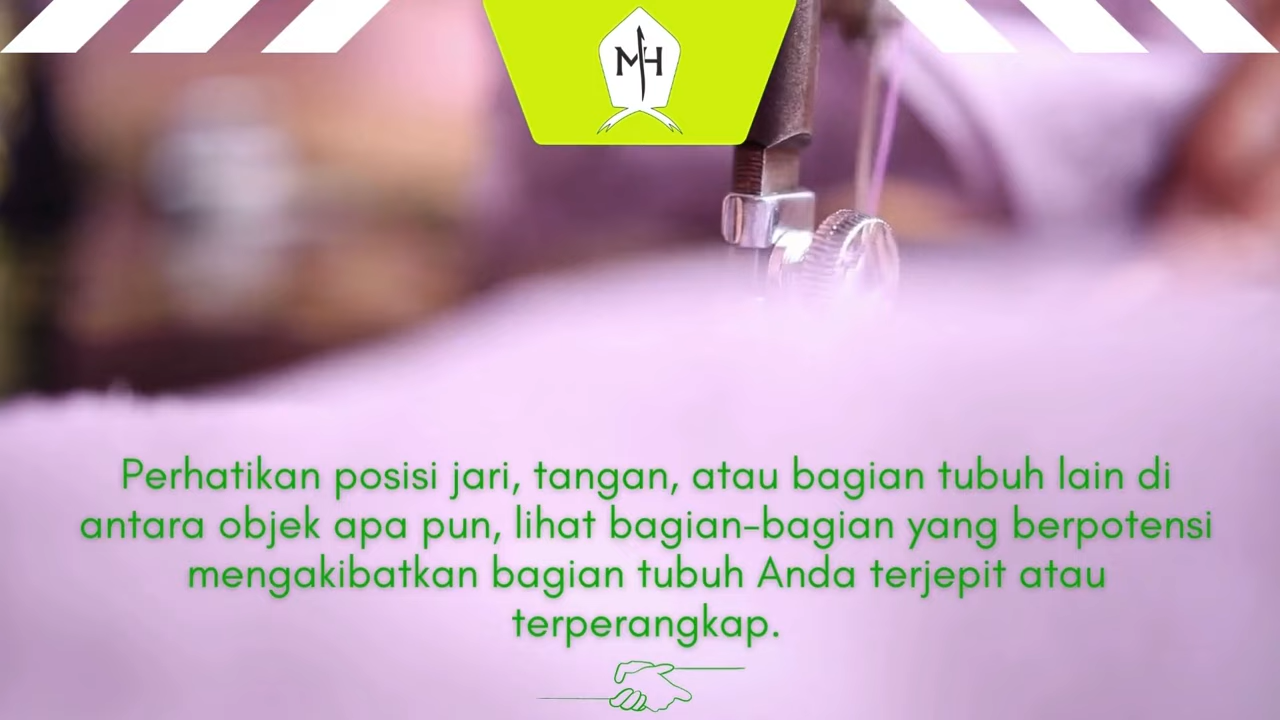 MH
Perhatikan posisi jari, tangan, atau bagian tubuh lain di
antara objek apa pun, lihat bagian-bagian yang berpotensi
mengakibatkan bagian tubuh Anda terjepit atau
terperangkap.